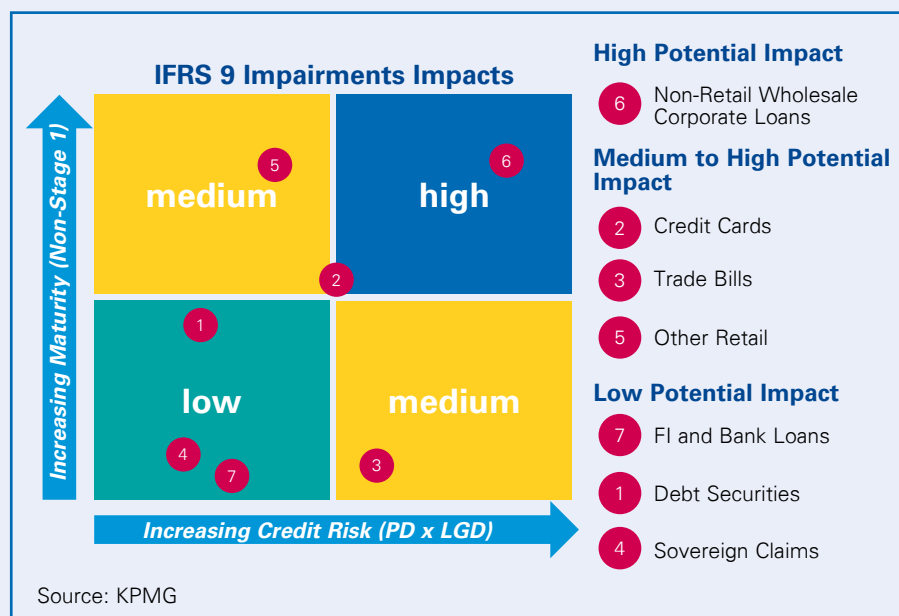 IFRS 9 Impairments Impacts
Increasing Maturity (Non-Stage 1)
medium
5
high
6
2
1
low
4
7
medium
3
Increasing Credit Risk (PD x LGD)
High Potential Impact
6 Non-Retail Wholesale
Corporate Loans
Medium to High Potential
Impact
2 Credit Cards
3 Trade Bills
5 Other Retail
Low Potential Impact
7 FI and Bank Loans
1 Debt Securities
4 Sovereign Claims
Source: KPMG